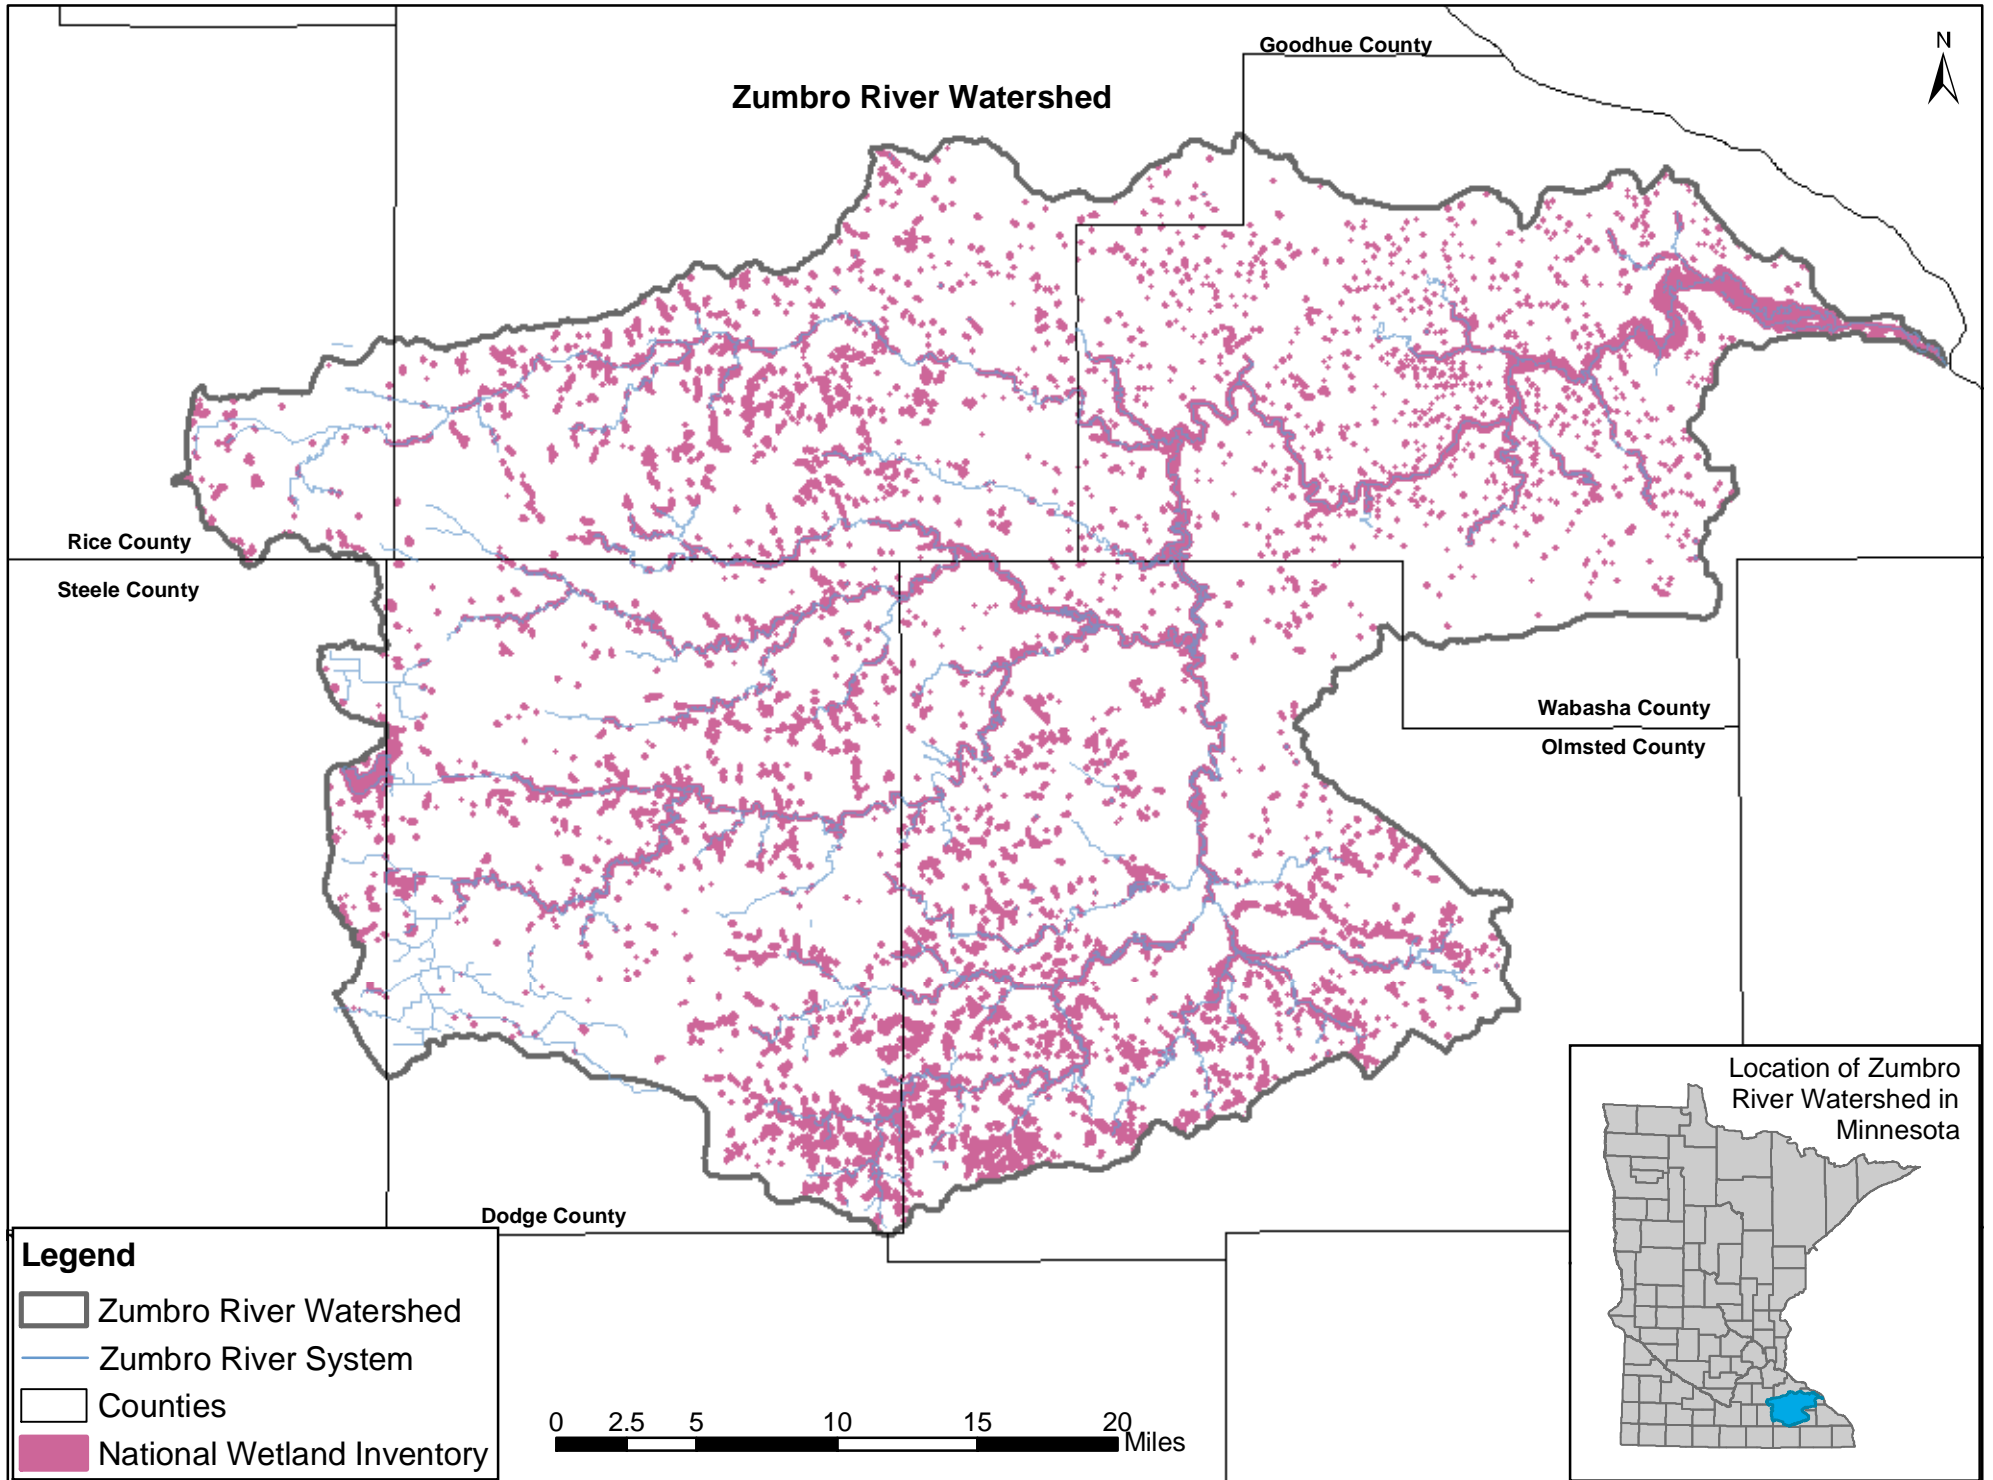 Goodhue County
N
Zumbro River Watershed
Rice County
Steele County
Wabasha County
Olmsted County
Dodge County
Location of Zumbro
River Watershed in
Minnesota
Legend
Zumbro River Watershed
Zumbro River System
Counties
National Wetland Inventory
0 2.5 5 10 15 20
Miles